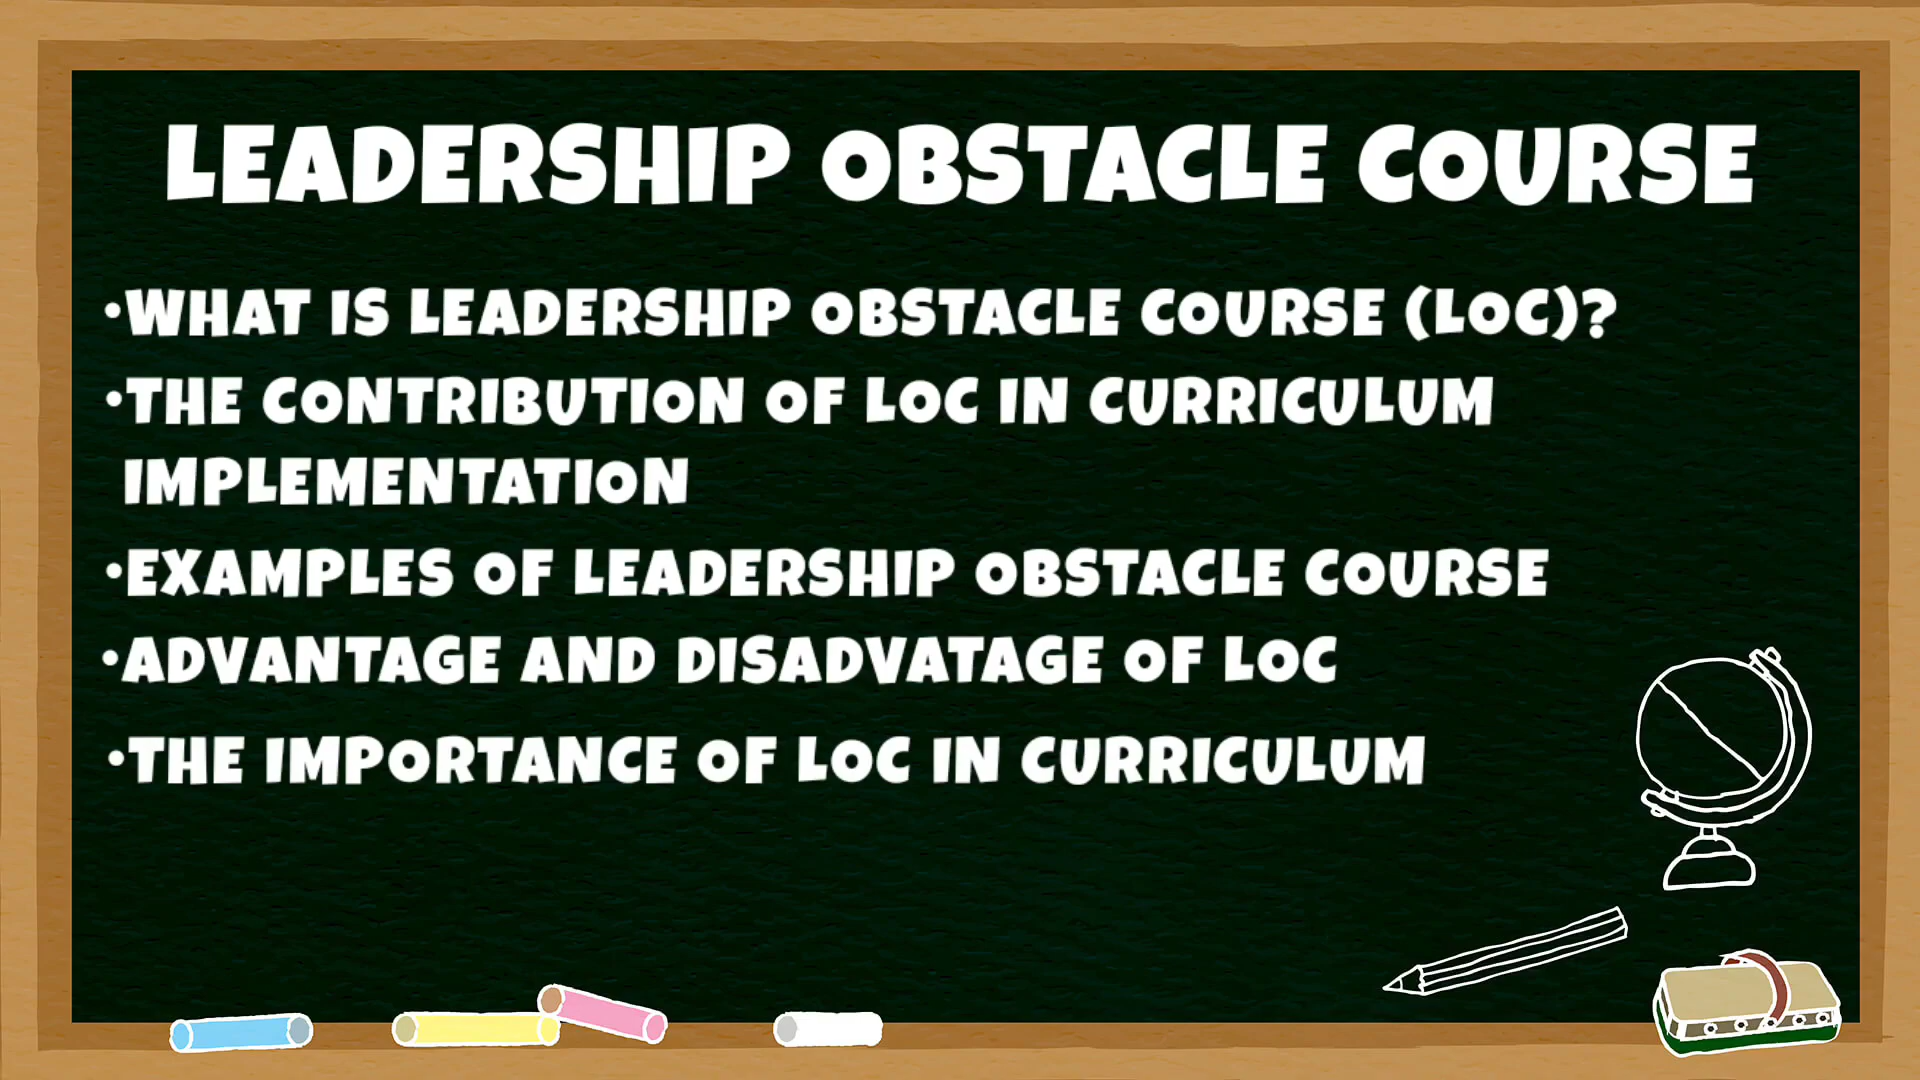 LEADERSHIP OBSTACLE COURSE
•WHAT IS LEADERSHIP OBSTACLE COURSE (LOC)?
•THE CONTRIBUTION OF LOC IN CURRICULUM
IMPLEMENTATION
•EXAMPLES OF LEADERSHIP OBSTACLE COURSE
•ADVANTAGE AND DISADVATAGE OF LOC
•THE IMPORTANCE OF LOC IN CURRICULUM